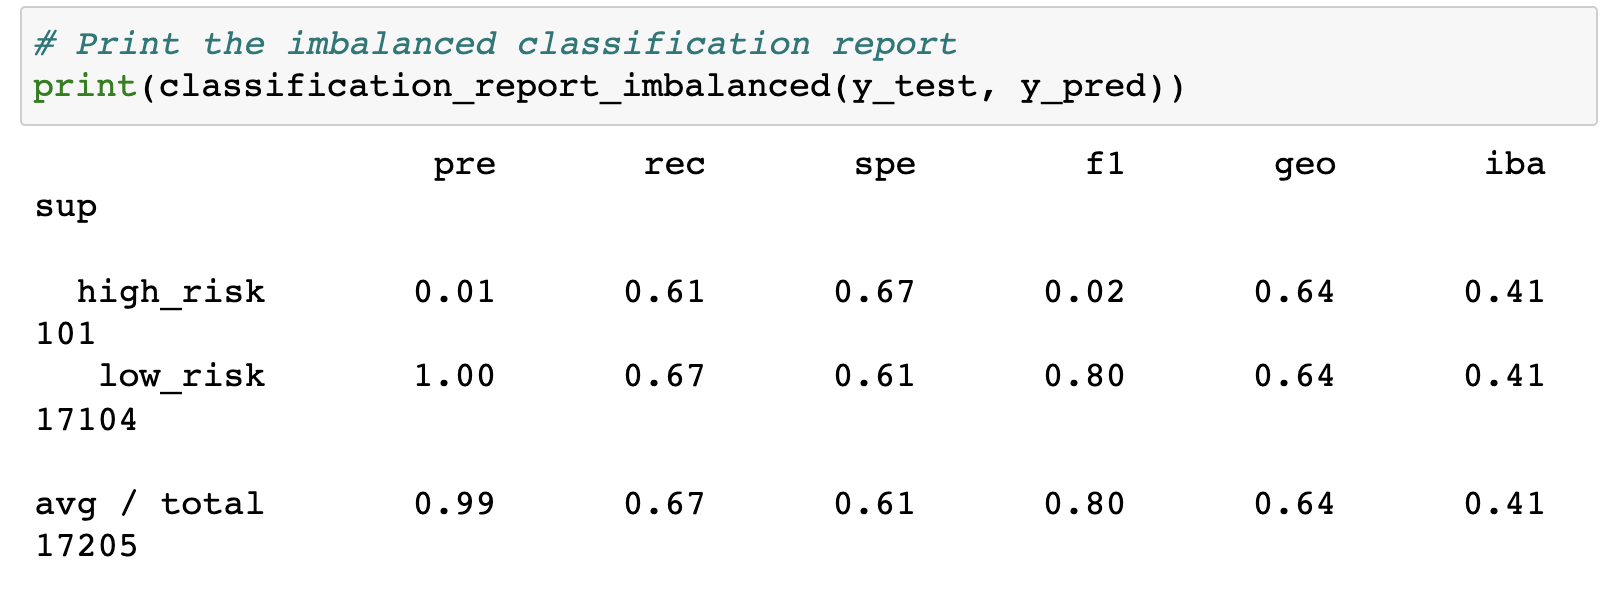 # Print the imbalanced classification report
print(classification_report_imbalanced(y_test, y_pred))
pre rec spe f1 geo iba
sup
high_risk 0.01 0.61 0.67 0.02 0.64 0.41
101
low_risk 1.00 0.67 0.61 0.80 0.64 0.41
17104
avg / total 0.99 0.67 0.61 0.80 0.64 0.41
17205